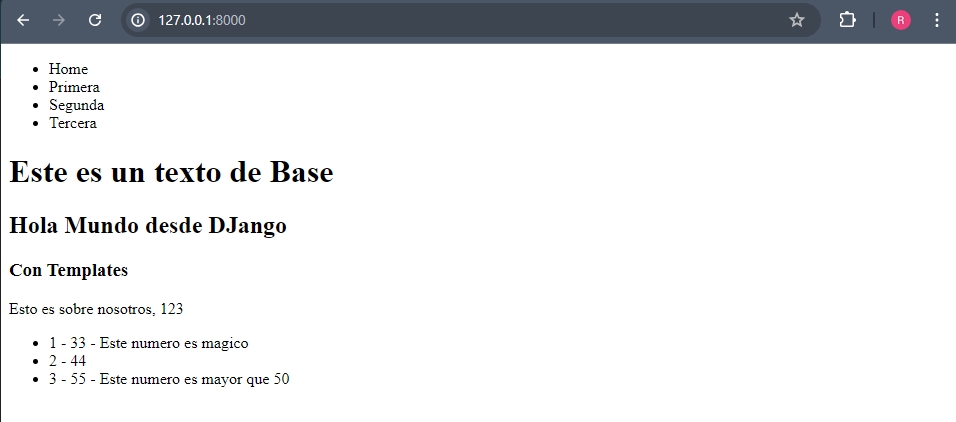 127.0.0.1:8000
R
Home
Primera
Segunda
Tercera
Este es un texto de Base
Hola Mundo desde DJango
Con Templates
Esto es sobre nosotros, 123
1 - 33 - Este numero es magico
2 - 44
3 - 55 - Este numero es mayor que 50